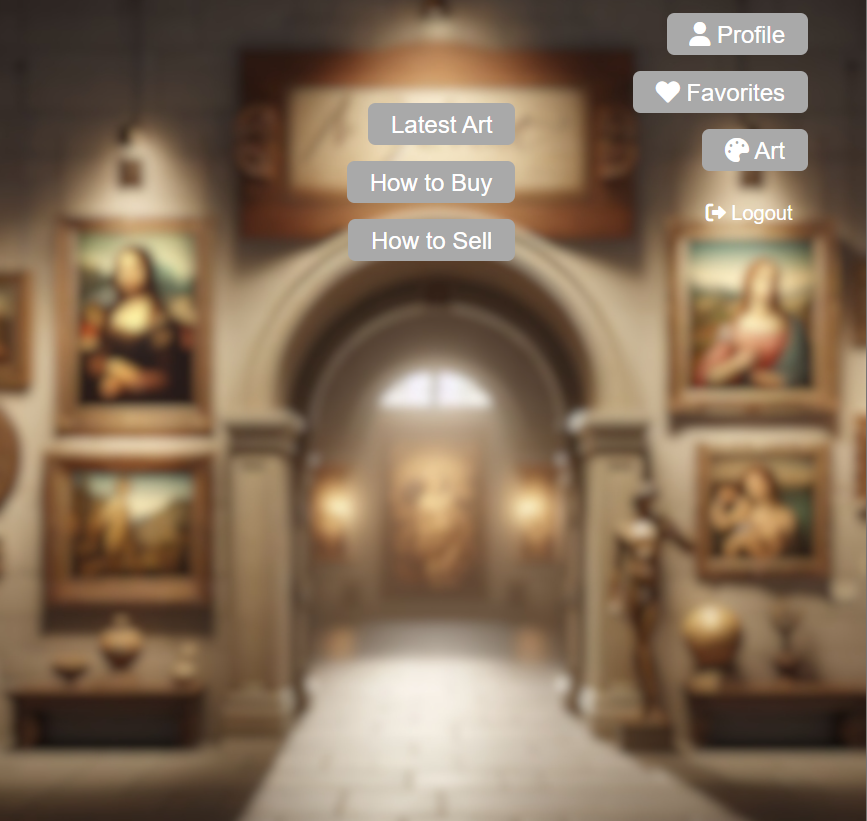 Profile
Favorites
Latest Art
Art
How to Buy
Logout
How to Sell